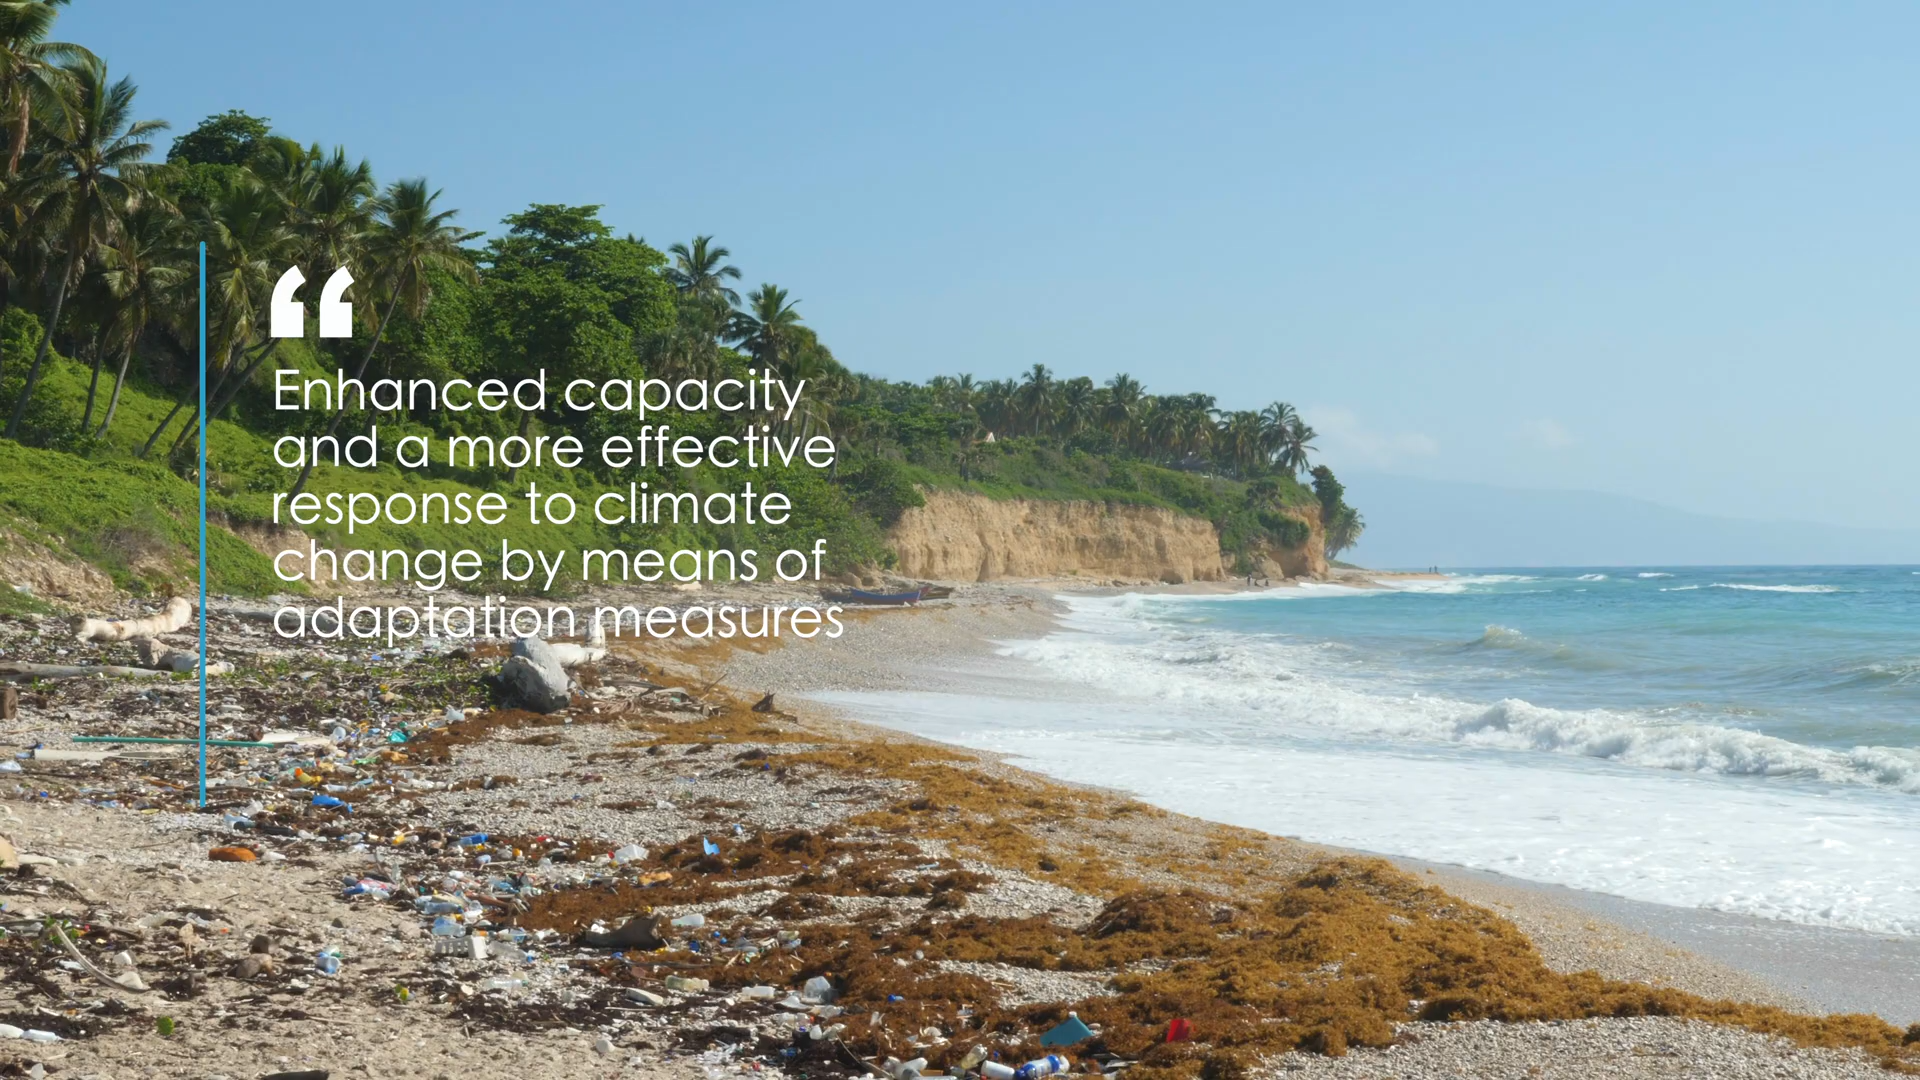 “
Enhanced capacity
and a more effective
response to climate
change by means of
adaptation measures